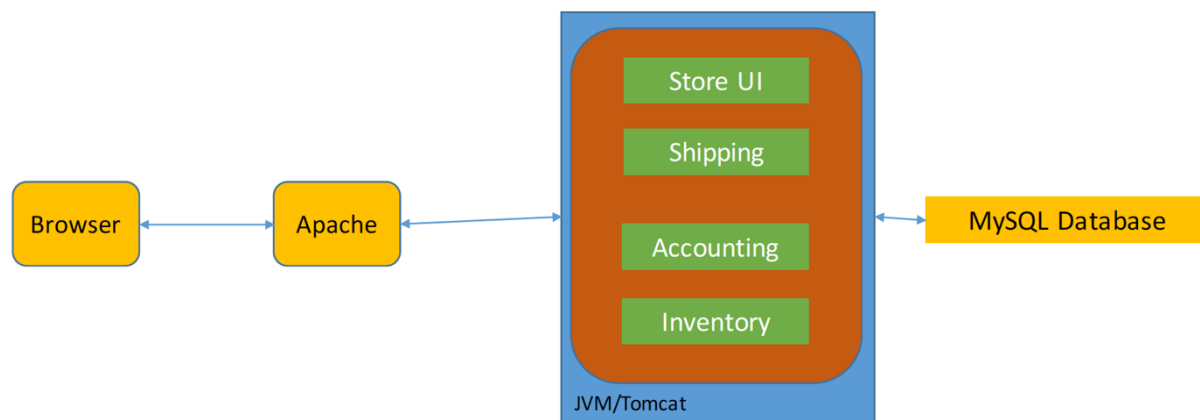 Browser
Apache
Store UI
Shipping
Accounting
Inventory
JVM/Tomcat
MySQL Database